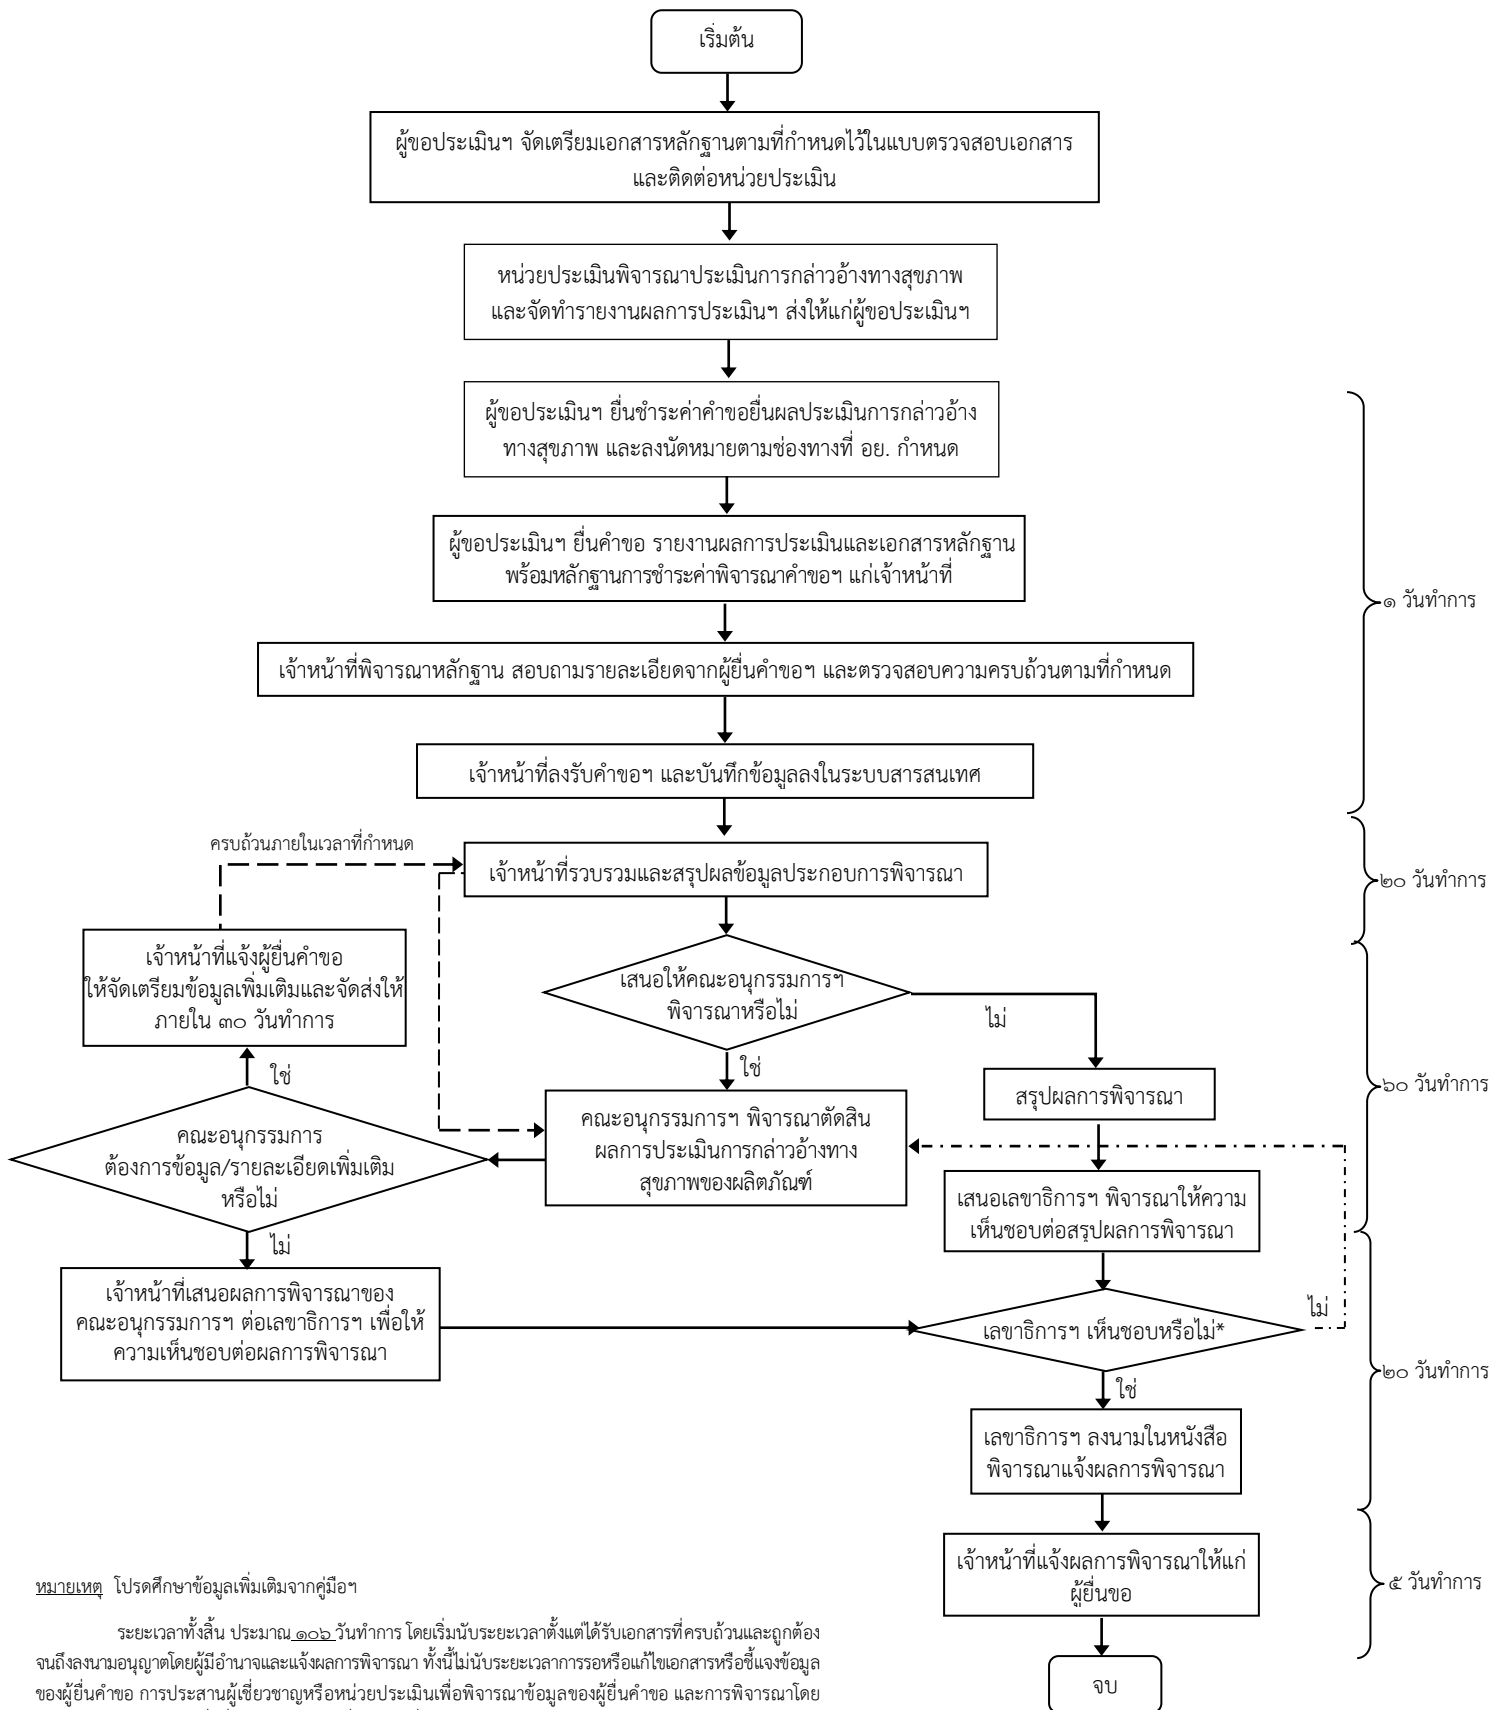 เริ่มต้น
ผู้ขอประเมินฯ จัดเตรียมเอกสารหลักฐานตามที่กำหนดไว้ในแบบตรวจสอบเอกสาร
และติดต่อหน่วยประเมิน
หน่วยประเมินพิจารณาประเมินการกล่าวอ้างทางสุขภาพ
และจัดทำรายงานผลการประเมินฯ ส่งให้แก่ผู้ขอประเมินฯ
ผู้ขอประเมินฯ ยื่นชำระค่าคำขอยื่นผลประเมินการกล่าวอ้าง
ทางสุขภาพ และลงนัดหมายตามช่องทางที่ อย. กำหนด
ผู้ขอประเมินฯ ยื่นคำขอ รายงานผลการประเมินและเอกสารหลักฐาน
พร้อมหลักฐานการชำระค่าพิจารณาคำขอฯ แก่เจ้าหน้าที่
๑ วันทำการ
เจ้าหน้าที่พิจารณาหลักฐาน สอบถามรายละเอียดจากผู้ยื่นคำขอฯ และตรวจสอบความครบถ้วนตามที่กำหนด
เจ้าหน้าที่ลงรับคำขอฯ และบันทึกข้อมูลลงในระบบสารสนเทศ
ครบถ้วนภายในเวลาที่กำหนด
เจ้าหน้าที่รวบรวมและสรุปผลข้อมูลประกอบการพิจารณา
๒๐ วันทำการ
เจ้าหน้าที่แจ้งผู้ยื่นคำขอ
ให้จัดเตรียมข้อมูลเพิ่มเติมและจัดส่งให้
ภายใน ๓๐ วันทำการ
เสนอให้คณะอนุกรรมการฯ
พิจารณาหรือไม่
ไม่
ใช่
ใช่
สรุปผลการพิจารณา
๖๐ วันทำการ
คณะอนุกรรมการฯ พิจารณาตัดสิน
ผลการประเมินการกล่าวอ้างทาง
สุขภาพของผลิตภัณฑ์
คณะอนุกรรมการ
ต้องการข้อมูล/รายละเอียดเพิ่มเติม
หรือไม่
เสนอเลขาธิการฯ พิจารณาให้ความ
เห็นชอบต่อสรุปผลการพิจารณา
ไม่
เจ้าหน้าที่เสนอผลการพิจารณาของ
คณะอนุกรรมการฯ ต่อเลขาธิการฯ เพื่อให้
ความเห็นชอบต่อผลการพิจารณา
ไม่
เลขาธิการฯ เห็นชอบหรือไม่*
๒๐ วันทำการ
ใช่
เลขาธิการฯ ลงนามในหนังสือ
พิจารณาแจ้งผลการพิจารณา
เจ้าหน้าที่แจ้งผลการพิจารณาให้แก่
ผู้ยื่นขอ
๕ วันทำการ
จบ
หมายเหตุ โปรดศึกษาข้อมูลเพิ่มเติมจากคู่มือฯ
ระยะเวลาทั้งสิ้น ประมาณ ๑๐๖ วันทำการ โดยเริ่มนับระยะเวลาตั้งแต่ได้รับเอกสารที่ครบถ้วนและถูกต้อง
จนถึงลงนามอนุญาตโดยผู้มีอำนาจและแจ้งผลการพิจารณา ทั้งนี้ไม่นับระยะเวลาการรอหรือแก้ไขเอกสารหรือชี้แจงข้อมูล
ของผู้ยื่นคำขอ การประสานผู้เชี่ยวชาญหรือหน่วยประเมินเพื่อพิจารณาข้อมูลของผู้ยื่นคำขอ และการพิจารณาโดย